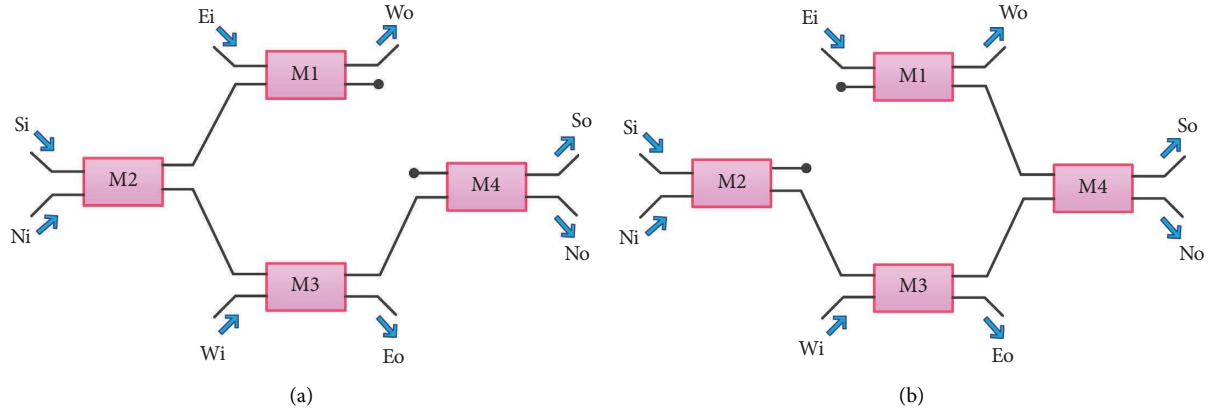 Ei
Wo
M1
Si
So
M2
M4
Ni
No
M3
Wi
Eo
(a)
Ei
Wo
M1
Si
So
M2
M4
Ni
No
M3
Wi
Eo
(b)